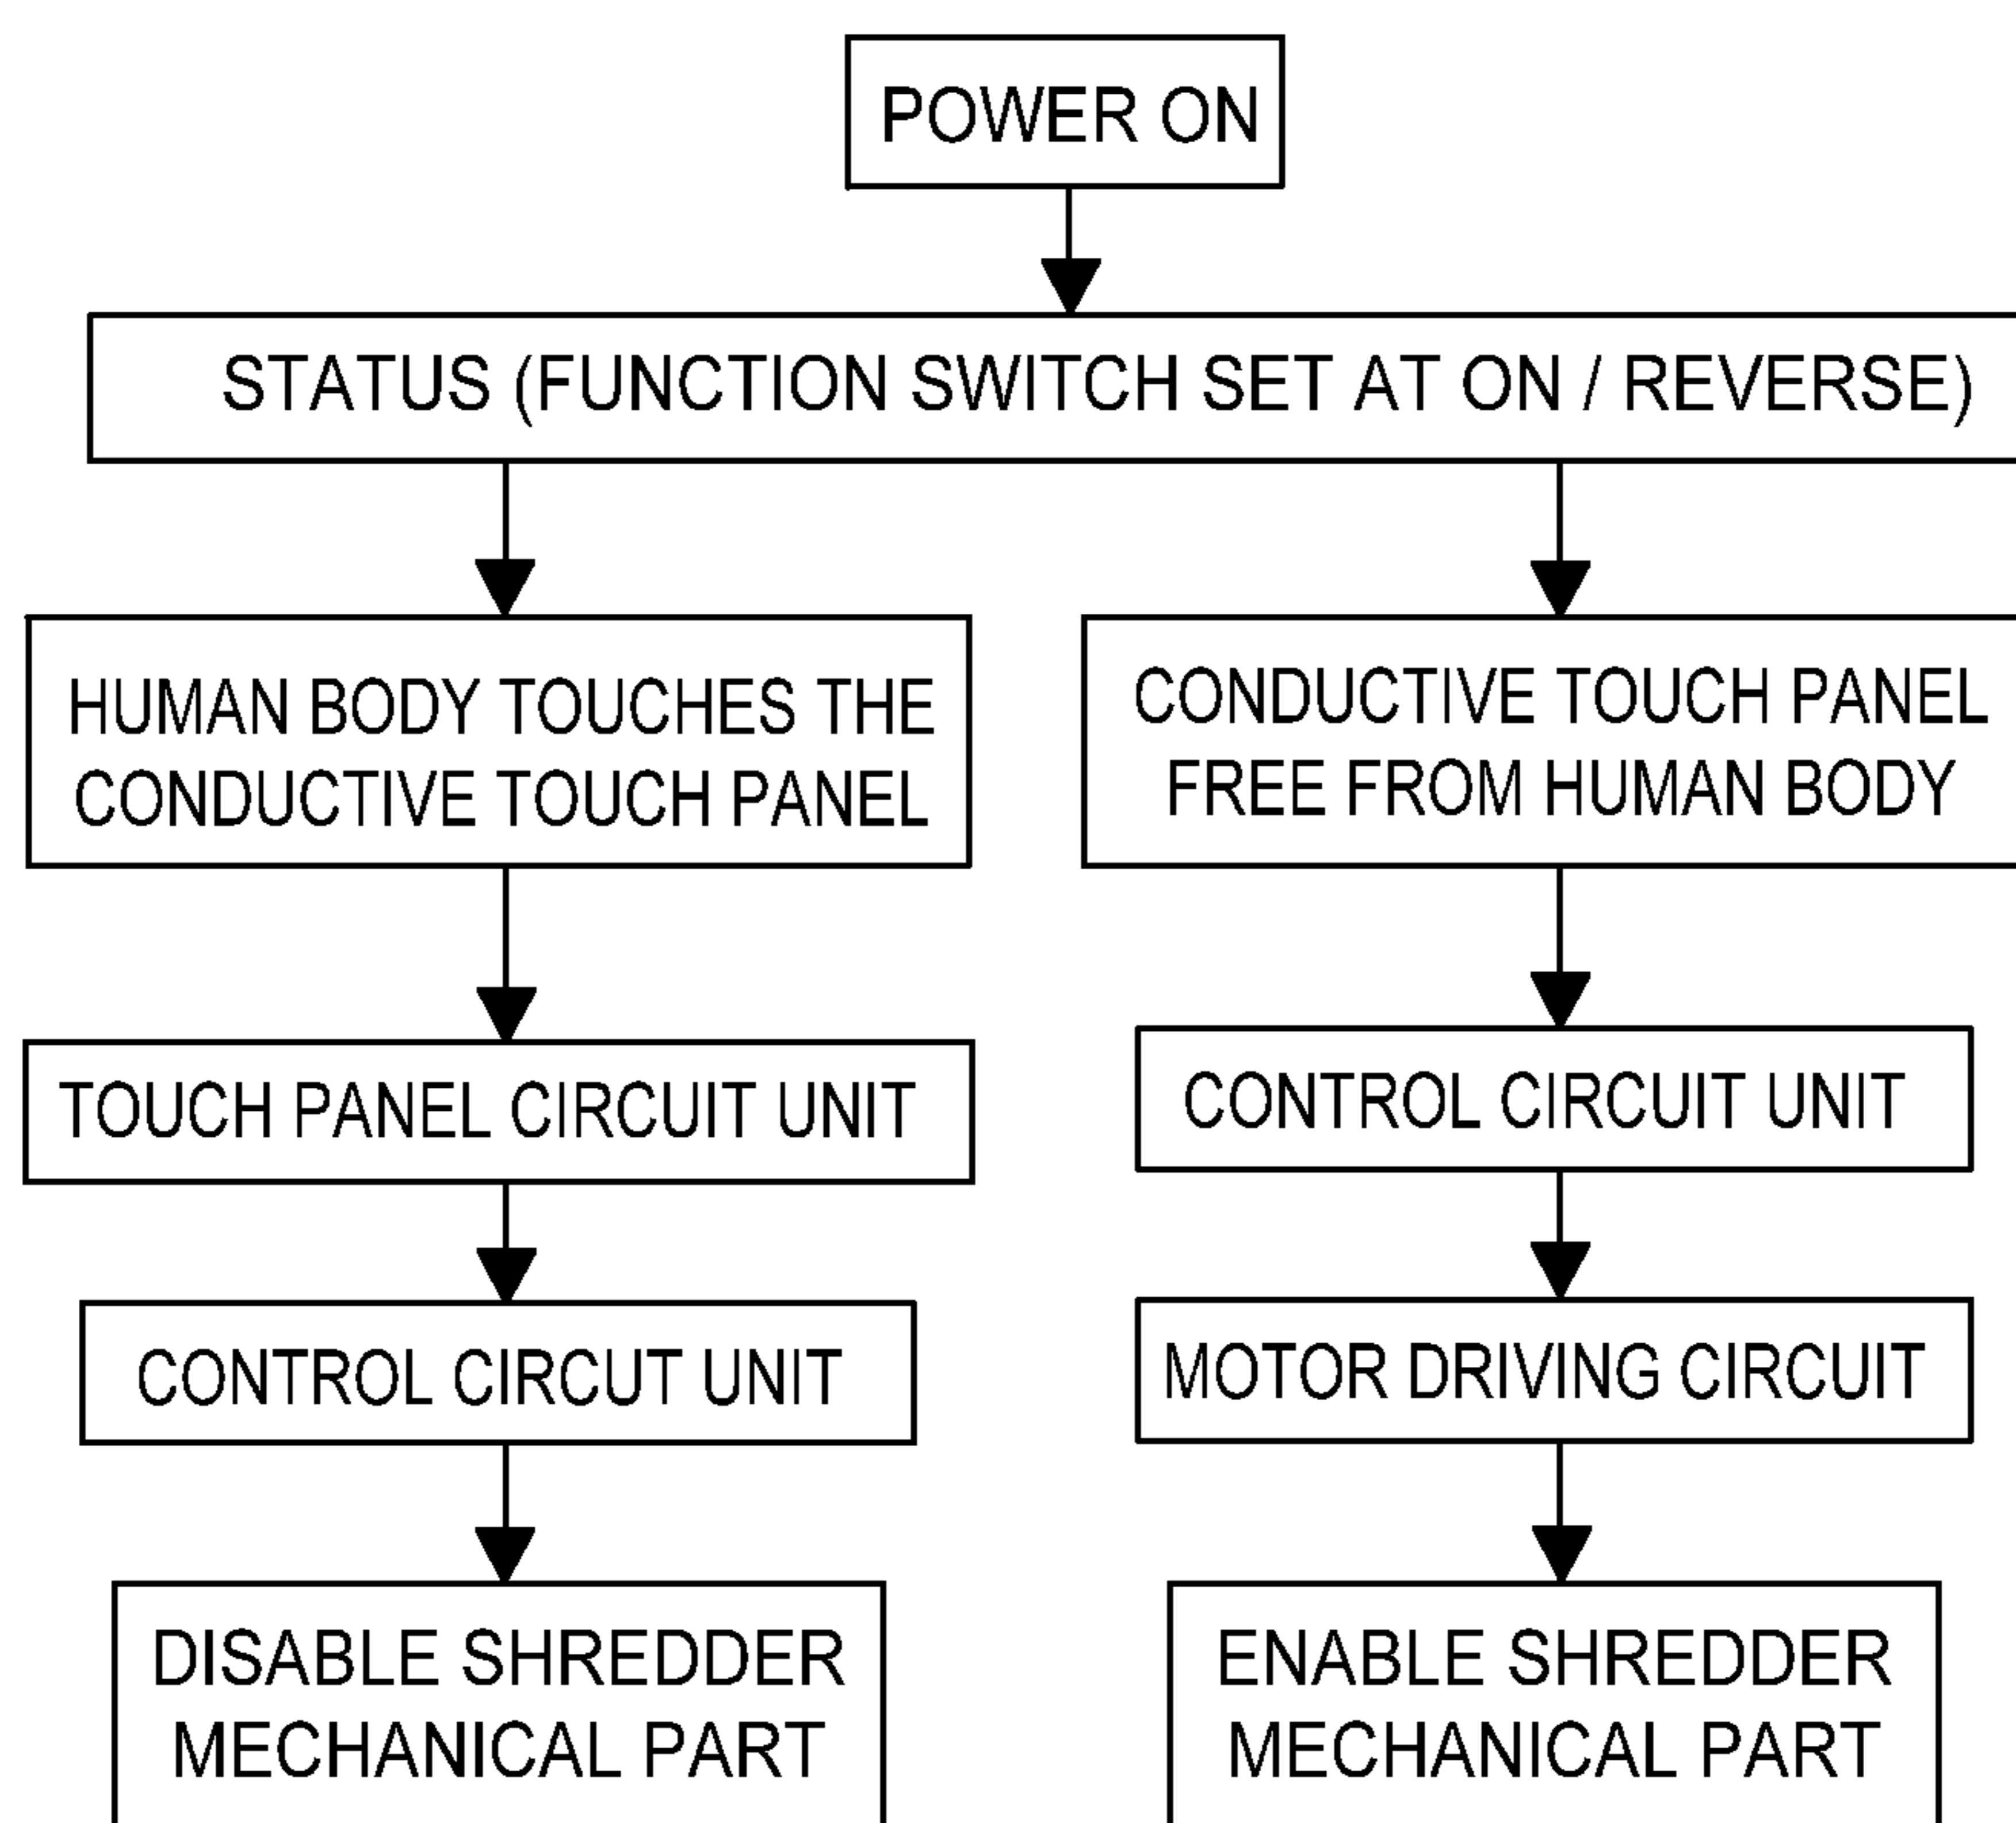 POWER ON
STATUS (FUNCTION SWITCH SET AT ON / REVERSE)
HUMAN BODY TOUCHES THE
CONDUCTIVE TOUCH PANEL
TOUCH PANEL CIRCUIT UNIT
CONTROL CIRCUT UNIT
DISABLE SHREDDER
MECHANICAL PART
CONDUCTIVE TOUCH PANEL
FREE FROM HUMAN BODY
CONTROL CIRCUIT UNIT
MOTOR DRIVING CIRCUIT
ENABLE SHREDDER
MECHANICAL PART